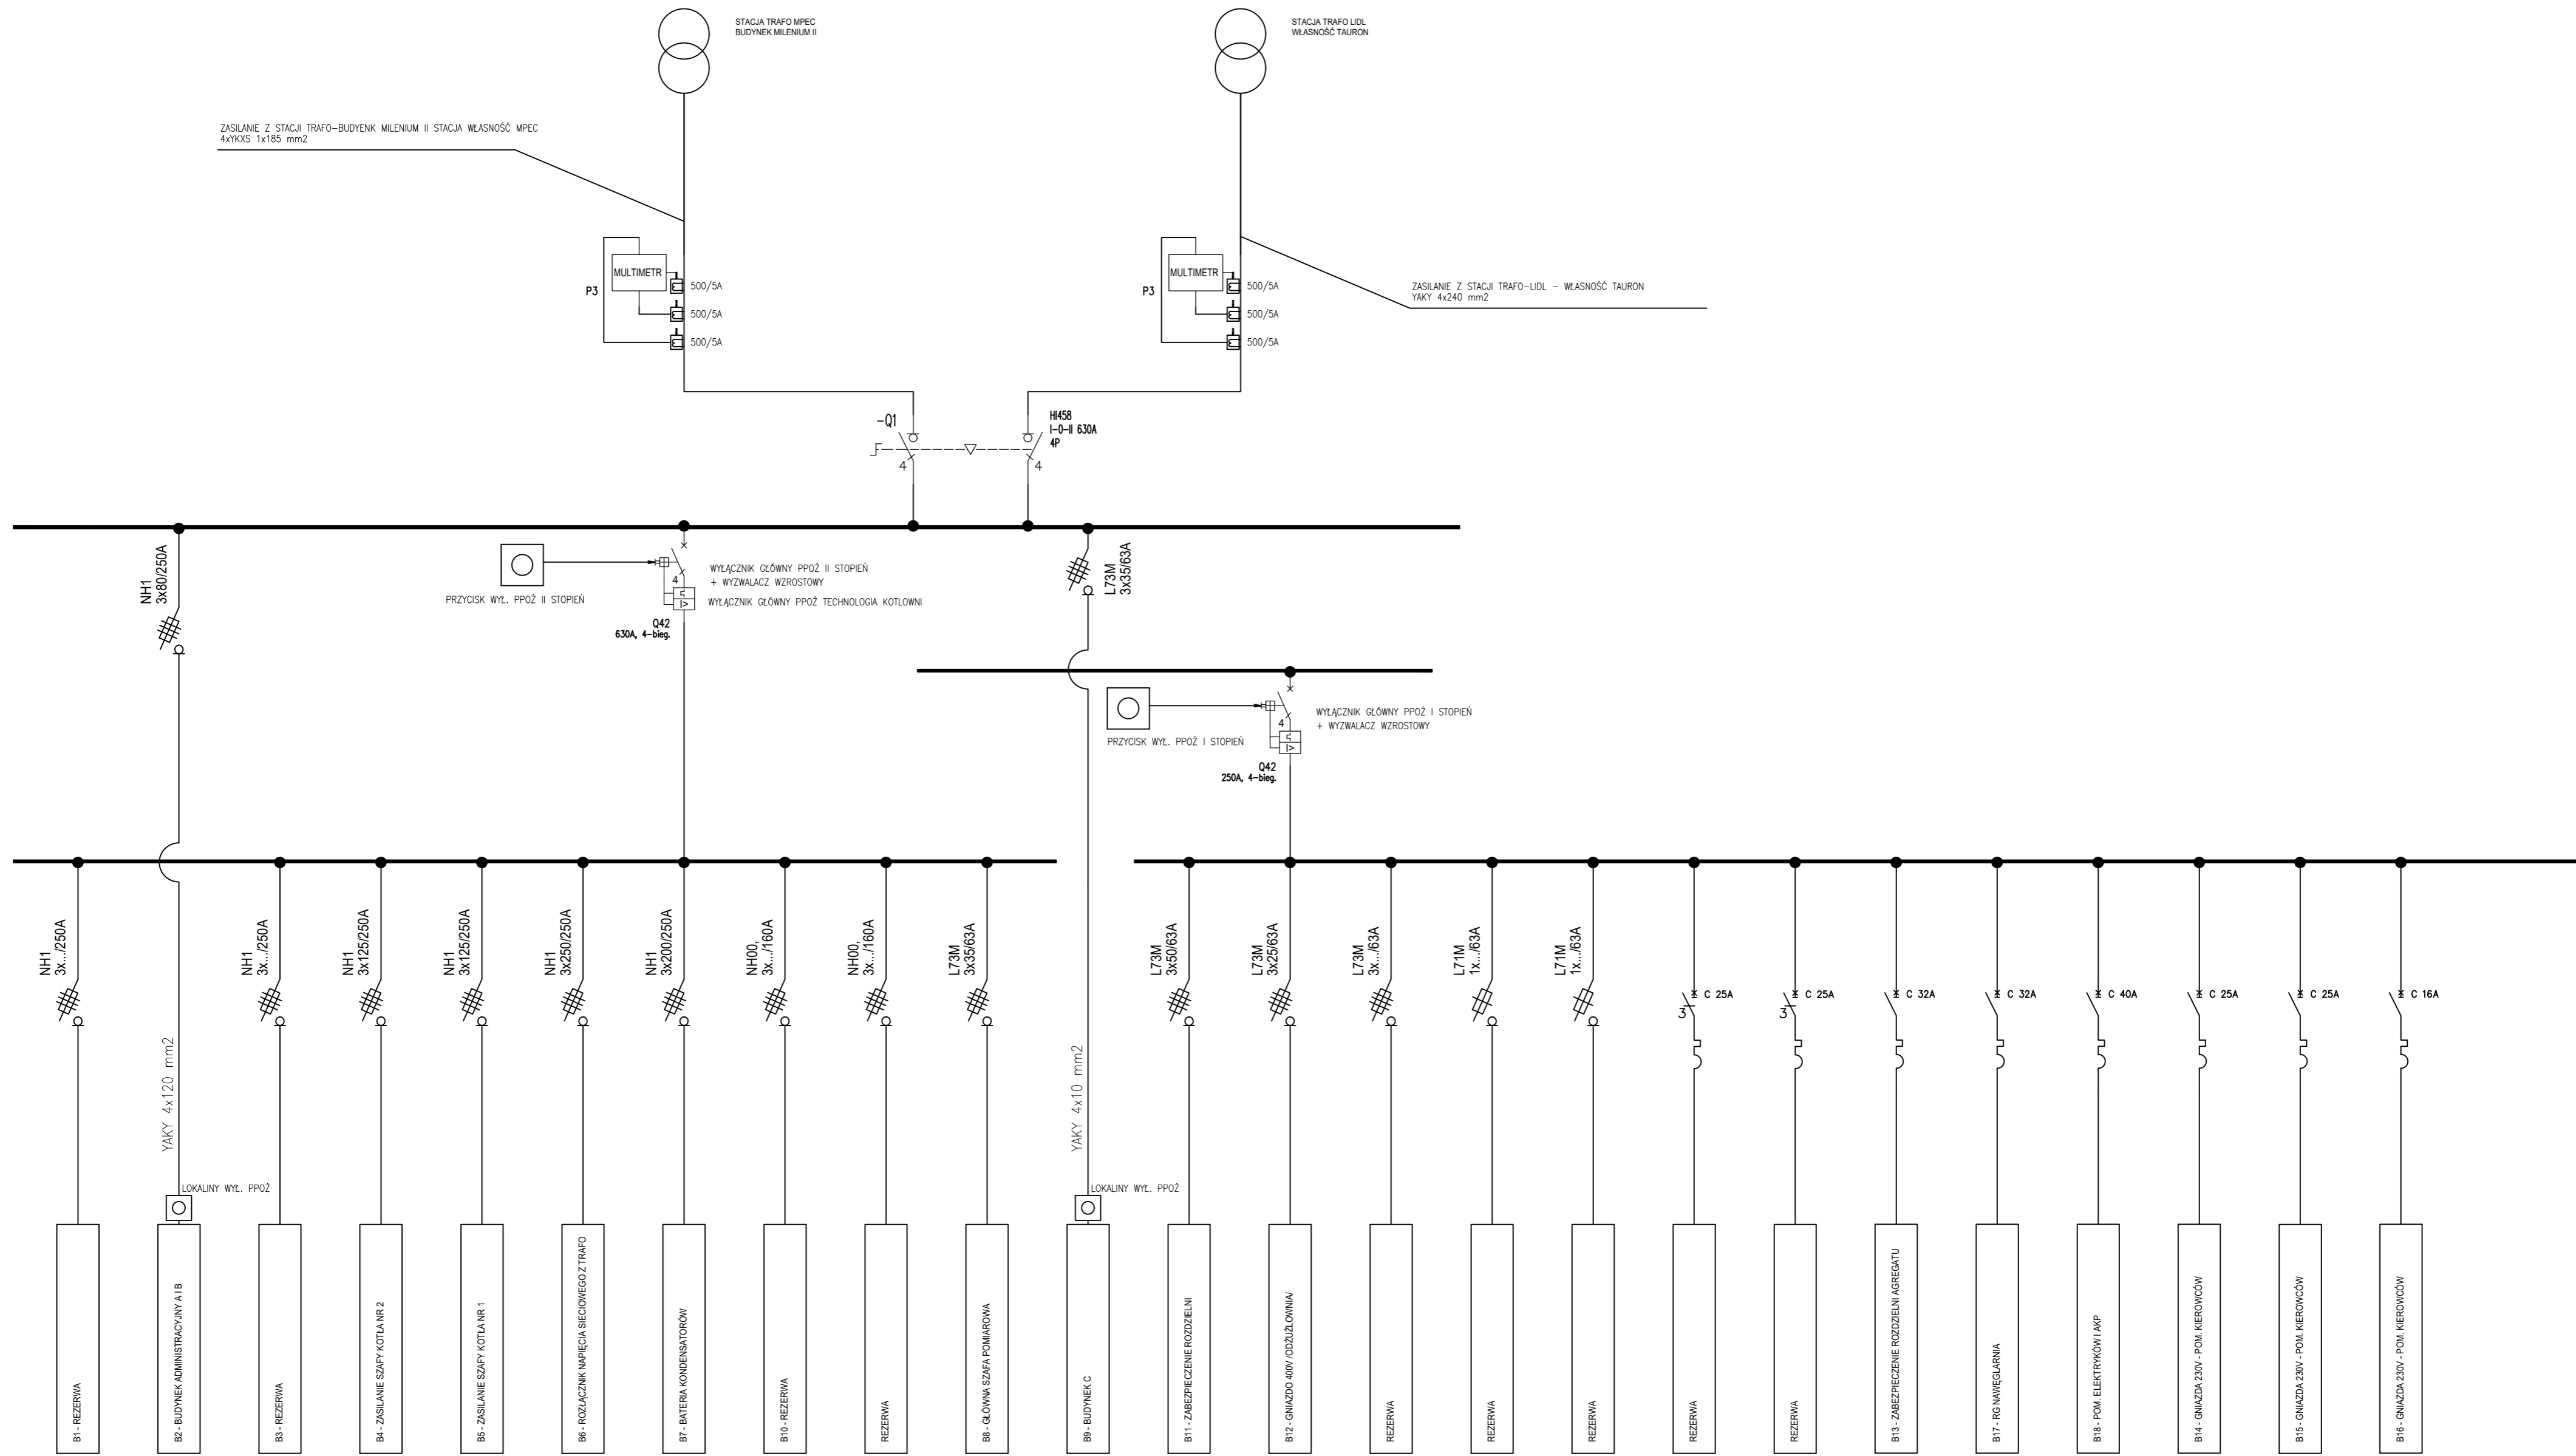 STACJA TRAFO MPEC
BUDYNEK MILENIUM II
STACJA TRAFO LIDL
WŁASNOŚĆ TAURON
ZASILANIE Z STACJI TRAFO-BUDYENK MILENIUM II STACJA WŁASNOŚĆ MPEC
4xYKXS 1x185 mm2
MULTIMETR
P3
500/5A
500/5A
500/5A
MULTIMETR
P3
500/5A
500/5A
500/5A
ZASILANIE Z STACJI TRAFO-LIDL - WŁASNOŚĆ TAURON
YAKY 4x240 mm2
-Q1
4
HI458
I-0-II 630A
4P
4
NH1
3x80/250A
PRZYCISK WYŁ. PPOŻ II STOPIEŃ
4
WYŁĄCZNIK GŁÓWNY PPOŻ II STOPIEŃ
+ WYZWALACZ WZROSTOWY
WYŁĄCZNIK GŁÓWNY PPOŻ TECHNOLOGIA KOTLOWNI
I>
Q42
630A, 4-bieg.
L73M
3x35/63A
PRZYCISK WYŁ. PPOŻ I STOPIEŃ
4
WYŁĄCZNIK GŁÓWNY PPOŻ I STOPIEŃ
+ WYZWALACZ WZROSTOWY
I>
Q42
250A, 4-bieg.
NH1
3x.../250A
NH1
3x.../250A
NH1
3x125/250A
NH1
3x125/250A
NH1
3x250/250A
NH1
3x200/250A
NH00,
3x.../160A
NH00,
3x.../160A
L73M
3x35/63A
L73M
3x50/63A
L73M
3x25/63A
L73M
3x.../63A
L71M
1x.../63A
L71M
1x.../63A
C 25A
3
C 25A
3
C 32A
C 32A
C 40A
C 25A
C 25A
C 16A
YAKY 4x120 mm2
YAKY 4x10 mm2
LOKALINY WYŁ. PPOŻ
LOKALINY WYŁ. PPOŻ
B1 - REZERWA
B2 - BUDYNEK ADMINISTRACYJNY A I B
B3 - REZERWA
B4 - ZASILANIE SZAFY KOTŁA NR 2
B5 - ZASILANIE SZAFY KOTŁA NR 1
B6 - ROZŁĄCZNIK NAPIĘCIA SIECIOWEGO Z TRAFO
B7 - BATERIA KONDENSATORÓW
B10 - REZERWA
REZERWA
B8 - GŁÓWNA SZAFA POMIAROWA
B9 - BUDYNEK C
B11 - ZABEZPIECZENIE ROZDZIELNI
B12 - GNIAZDO 400V /ODŻUŻLOWNIA/
REZERWA
REZERWA
REZERWA
REZERWA
REZERWA
B13 - ZABEZPIECZENIE ROZDZIELNI AGREGATU
B17 - RG NAWĘGLARNIA
B18 - POM. ELEKTRYKÓW I AKP
B14 - GNIAZDA 230V - POM. KIEROWCÓW
B15 - GNIAZDA 230V - POM. KIEROWCÓW
B16 - GNIAZDA 230V - POM. KIEROWCÓW